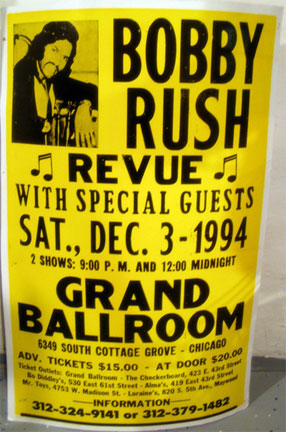 BOBBY
RUSH
REVUE
WITH SPECIAL GUESTS
SAT., DEC. 3-1994
2 SHOWS: 9:00 P. M. AND 12:00 MIDNIGHT
GRAND
BALLROOM
6349 SOUTH COTTAGE GROVE - CHICAGO
ADV. TICKETS $15.00 - AT DOOR $20.00
Ticket Outlets: Grand Ballroom - The Checkerboard, 423 E. 43rd Street
Bo Diddley's, 530 East 61st Street - Alma's, 419 East 43rd Street,
Mr. Toys, 4753 W. Madison St. - Loraine's, 820 S. 5th Ave., Maywood
INFORMATION
312-324-9141 or 312-379-1482